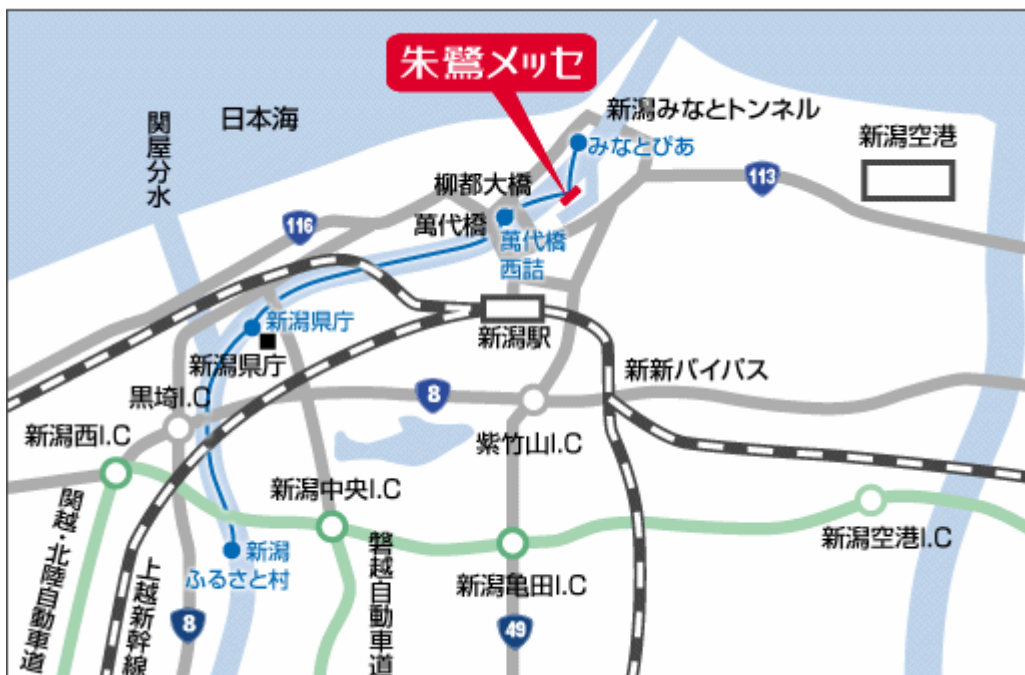 朱鷺メッセ
関屋分水
日本海
新潟みなとトンネル
みなとぴあ
新潟空港
113
柳都大橋
116
萬代橋
萬代橋
西詰
新潟県庁
新潟県庁
新潟駅
新新バイパス
黒埼I.C
8
新潟西I.C
紫竹山I.C
新潟中央I.C
新潟空港I.C
新潟
ふるさと村
新潟亀田I.C
関越・北陸自動車道
上越新幹線
8
磐越自動車道
49